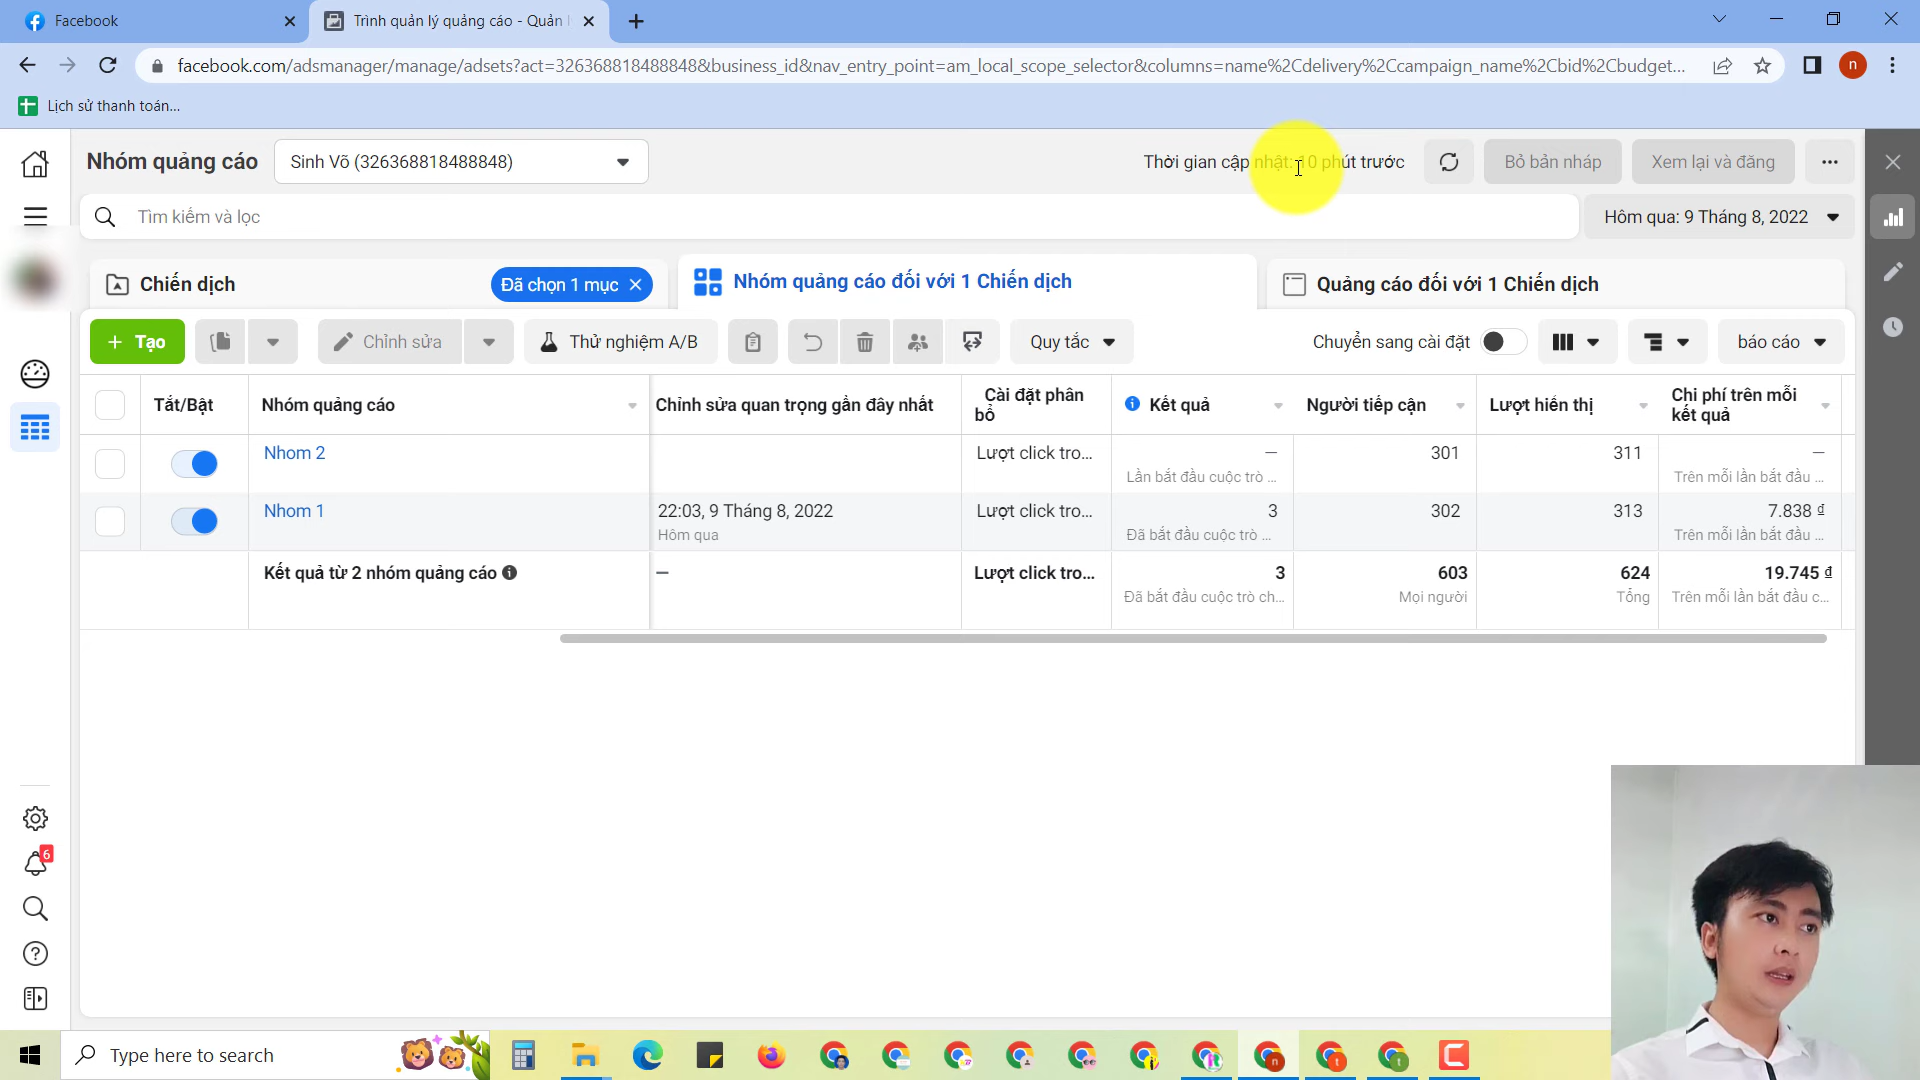 Facebook
Trình quản lý quảng cáo - Quản l
facebook.com/adsmanager/manage/adsets?act=326368818488848&business_id&nav_entry_point=am_local_scope_selector&columns=name%2Cdelivery%2Ccampaign_name%2Cbid%2Cbudget...
n
Lịch sử thanh toán...
Nhóm quảng cáo
Sinh Võ (326368818488848)
Thời gian cập nhật: 10 phút trước
Bỏ bản nháp
Xem lại và đăng
Tìm kiếm và lọc
Hôm qua: 9 Tháng 8, 2022
Chiến dịch
Đã chọn 1 mục
Nhóm quảng cáo đối với 1 Chiến dịch
Quảng cáo đối với 1 Chiến dịch
+ Tạo
Chỉnh sửa
Thử nghiệm A/B
Quy tắc
Chuyển sang cài đặt
báo cáo
Tắt/Bật
Nhóm quảng cáo
Chỉnh sửa quan trọng gần đây nhất
Cài đặt phân bổ
Kết quả
Người tiếp cận
Lượt hiển thị
Chi phí trên mỗi kết quả
Nhom 2
Lượt click tro...
—
301
311
—
Lần bắt đầu cuộc trò ...
Trên mỗi lần bắt đầu ...
Nhom 1
22:03, 9 Tháng 8, 2022
Lượt click tro...
3
302
313
7.838 ₫
Hôm qua
Đã bắt đầu cuộc trò ...
Trên mỗi lần bắt đầu ...
Kết quả từ 2 nhóm quảng cáo
—
Lượt click tro...
3
603
624
19.745 ₫
Đã bắt đầu cuộc trò ch...
Mọi người
Tổng
Trên mỗi lần bắt đầu c...
6
Type here to search
n
t
t